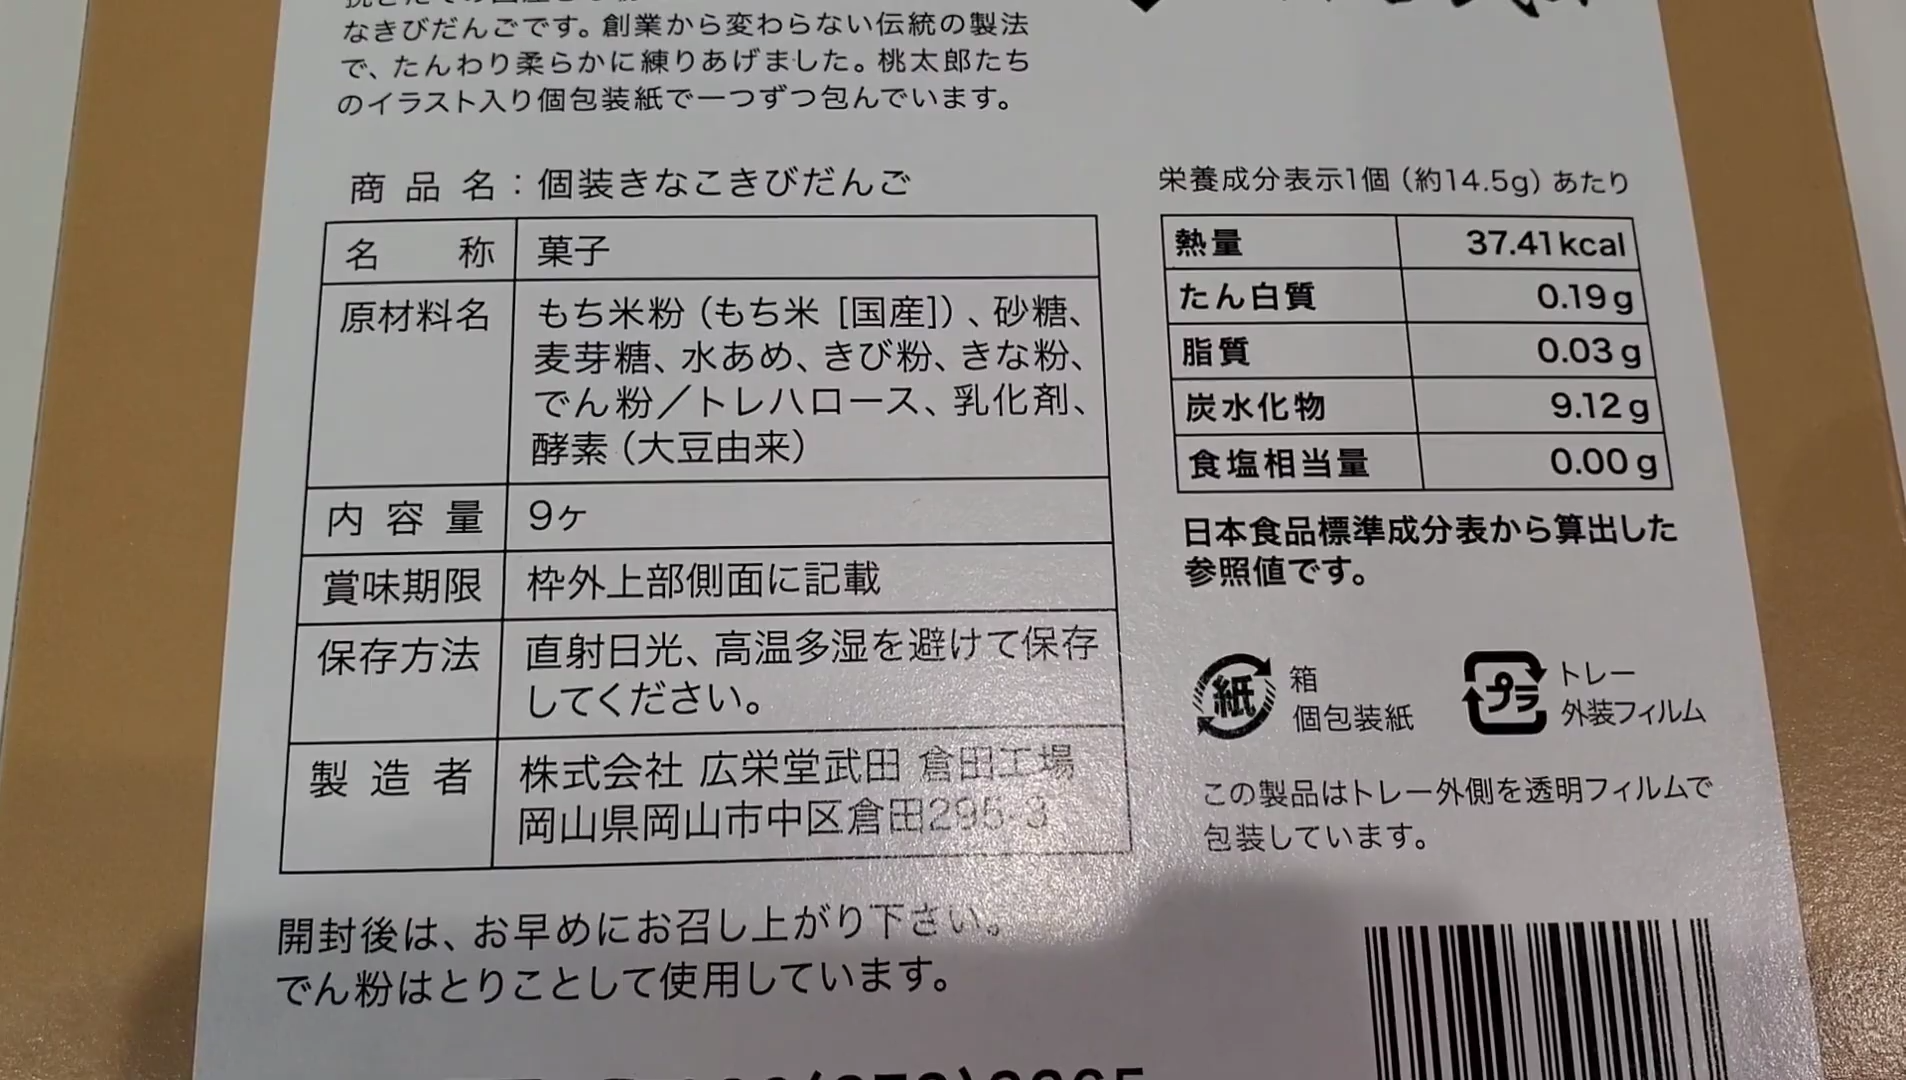 なきびだんごです。創業から変わらない伝統の製法
で、たんわり柔らかに練りあげました。桃太郎たち
のイラスト入り個包装紙で一つずつ包んでいます。
商品名：個装きなこきびだんご
名称 菓子
原材料名 もち米粉（もち米［国産］）、砂糖、
麦芽糖、水あめ、きび粉、きな粉、
でん粉／トレハロース、乳化剤、
酵素（大豆由来）
内容量 9ヶ
賞味期限 枠外上部側面に記載
保存方法 直射日光、高温多湿を避けて保存
してください。
製造者 株式会社 広栄堂武田 倉田工場
岡山県岡山市中区倉田295-3
開封後は、お早めにお召し上がり下さい。
でん粉はとりことして使用しています。
栄養成分表示1個（約14.5g）あたり
熱量 37.41kcal
たん白質 0.19g
脂質 0.03g
炭水化物 9.12g
食塩相当量 0.00g
日本食品標準成分表から算出した
参照値です。
紙 箱
個包装紙
プラ トレー
外装フィルム
この製品はトレー外側を透明フィルムで
包装しています。